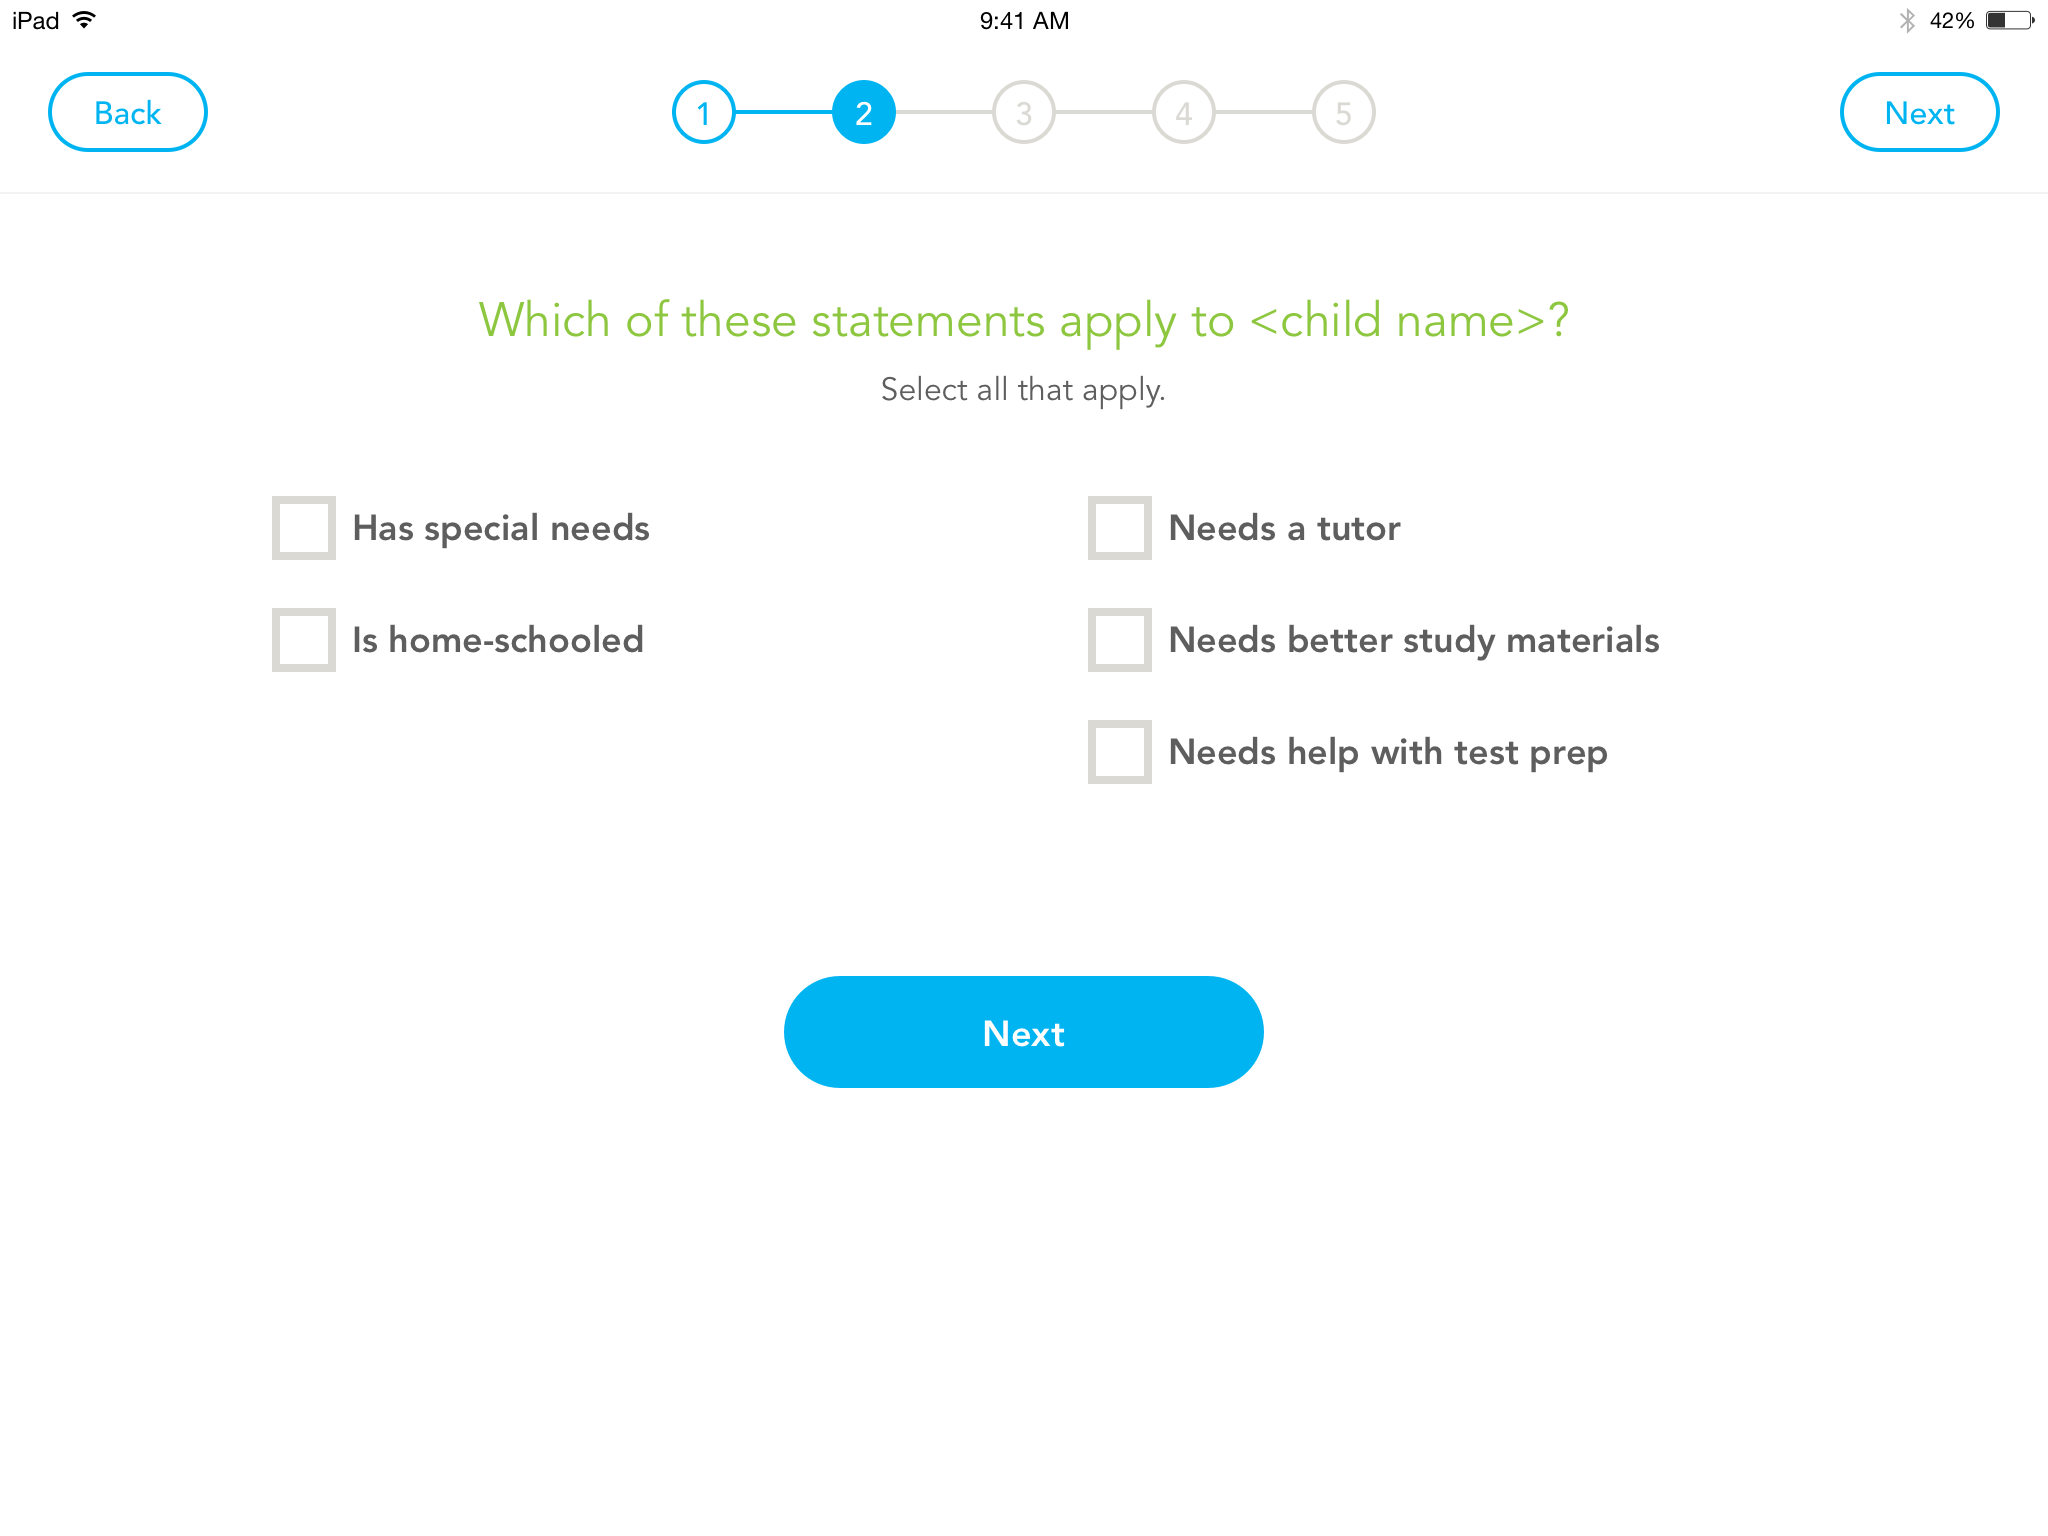 iPad 9:41 AM 42%
Back 1 2 3 4 5 Next
Which of these statements apply to <child name>?
Select all that apply.
Has special needs
Is home-schooled
Needs a tutor
Needs better study materials
Needs help with test prep
Next